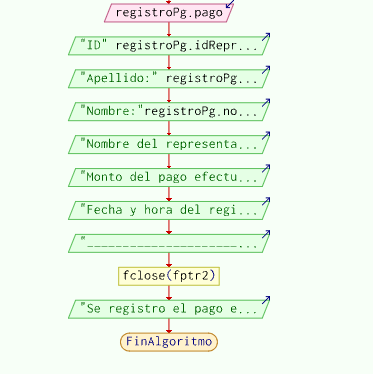 registroPg.pago
"ID" registroPg.idRepr...
"Apellido:" registroPg...
"Nombre:"registroPg.no...
"Nombre del representa...
"Monto del pago efectu...
"Fecha y hora del regi...
"_____________________...
fclose(fptr2)
"Se registro el pago e...
FinAlgoritmo